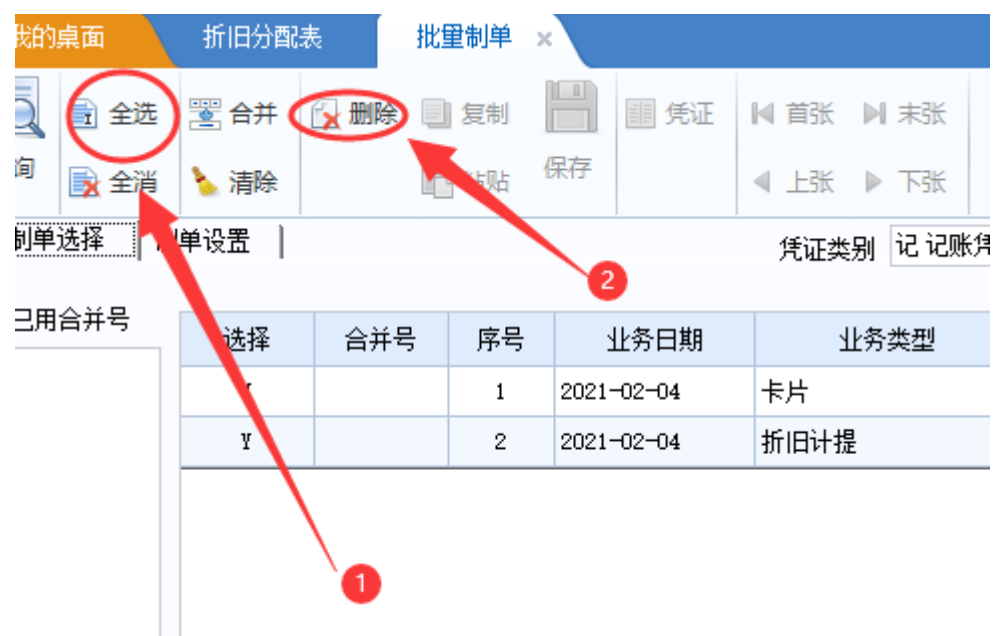 我的桌面 折旧分配表 批量制单 ×
全选 合并 删除 复制 凭证 首张 末张
询 全消 清除 粘贴 保存 上张 下张
制单选择 制单设置 凭证类别 记 记账凭
2
已用合并号
选择 合并号 序号 业务日期 业务类型
1 2021-02-04 卡片
Y 2 2021-02-04 折旧计提
1